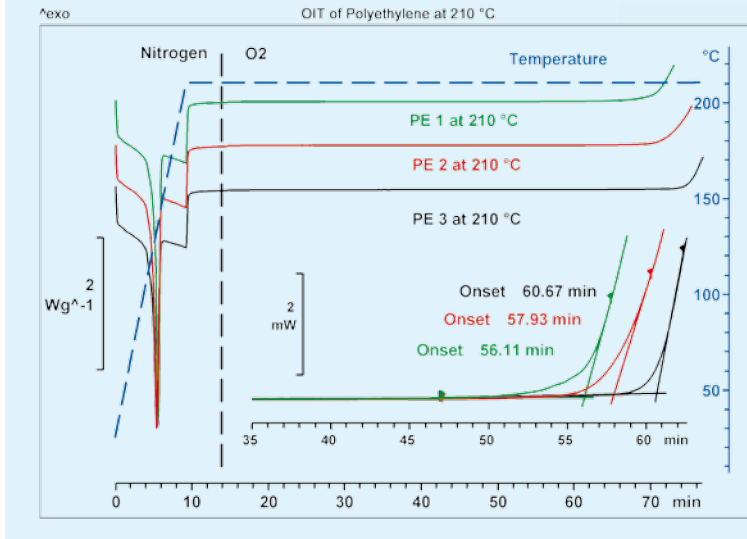 ^exo
OIT of Polyethylene at 210 °C
Nitrogen O2
Temperature
°C
200
PE 1 at 210 °C
PE 2 at 210 °C
150
PE 3 at 210 °C
2
Wg^-1
2
mW
Onset 60.67 min
100
Onset 57.93 min
Onset 56.11 min
50
35 40 45 50 55 60 min
0 20 20 30 40 50 60 70 min